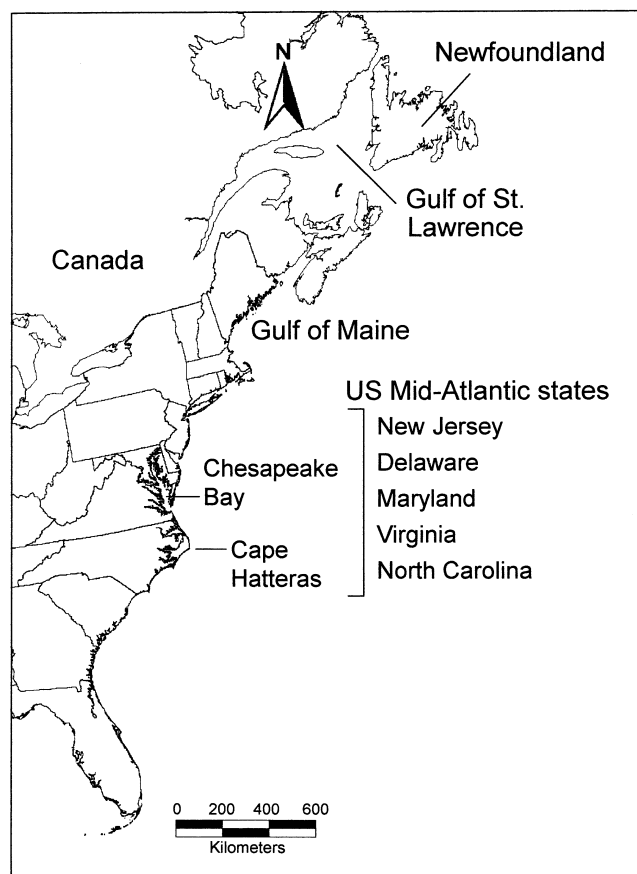 Newfoundland
N
Gulf of St.
Lawrence
Canada
Gulf of Maine
US Mid-Atlantic states
New Jersey
Delaware
Maryland
Virginia
North Carolina
Chesapeake
Bay
Cape
Hatteras
0 200 400 600
Kilometers